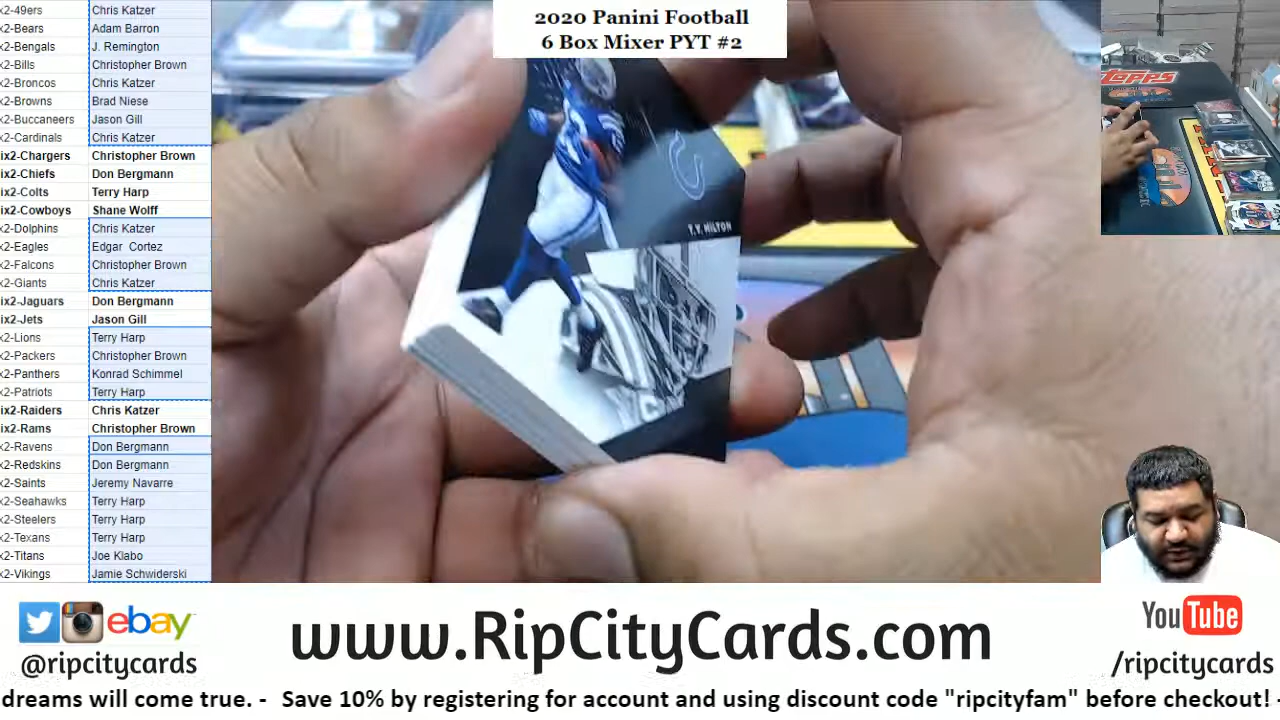 2020 Panini Football
6 Box Mixer PYT #2
x2-49ers Chris Katzer
x2-Bears Adam Barron
x2-Bengals J. Remington
x2-Bills Christopher Brown
x2-Broncos Chris Katzer
x2-Browns Brad Niese
x2-Buccaneers Jason Gill
x2-Cardinals Chris Katzer
ix2-Chargers Christopher Brown
ix2-Chiefs Don Bergmann
ix2-Colts Terry Harp
ix2-Cowboys Shane Wolff
x2-Dolphins Chris Katzer
x2-Eagles Edgar Cortez
x2-Falcons Christopher Brown
x2-Giants Chris Katzer
ix2-Jaguars Don Bergmann
ix2-Jets Jason Gill
x2-Lions Terry Harp
x2-Packers Christopher Brown
x2-Panthers Konrad Schimmel
x2-Patriots Terry Harp
ix2-Raiders Chris Katzer
ix2-Rams Christopher Brown
x2-Ravens Don Bergmann
x2-Redskins Don Bergmann
x2-Saints Jeremy Navarre
x2-Seahawks Terry Harp
x2-Steelers Terry Harp
x2-Texans Terry Harp
x2-Titans Joe Klabo
x2-Vikings Jamie Schwiderski
T.Y. HILTON
TOPPS
ebay
@ripcitycards
www.RipCityCards.com
YouTube
/ripcitycards
dreams will come true. - Save 10% by registering for account and using discount code "ripcityfam" before checkout! -